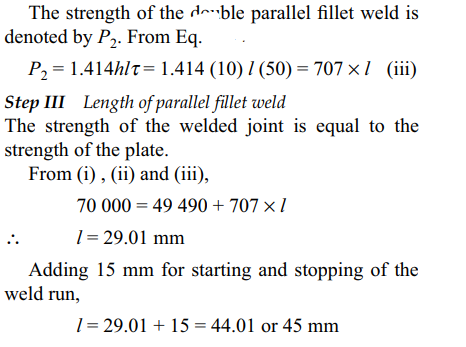 The strength of the double parallel fillet weld is
denoted by P₂. From Eq.
P₂ = 1.414hlτ = 1.414 (10) l (50) = 707 × l (iii)
Step III Length of parallel fillet weld
The strength of the welded joint is equal to the
strength of the plate.
From (i) , (ii) and (iii),
70 000 = 49 490 + 707 × l
∴ l = 29.01 mm
Adding 15 mm for starting and stopping of the
weld run,
l = 29.01 + 15 = 44.01 or 45 mm